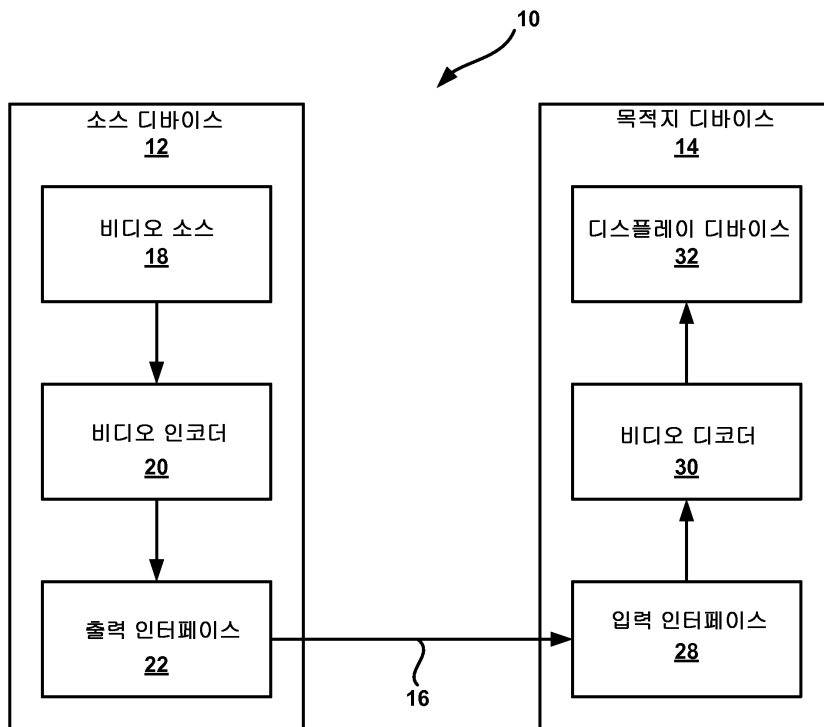 10
소스 디바이스
12
비디오 소스
18
비디오 인코더
20
출력 인터페이스
22
16
목적지 디바이스
14
디스플레이 디바이스
32
비디오 디코더
30
입력 인터페이스
28